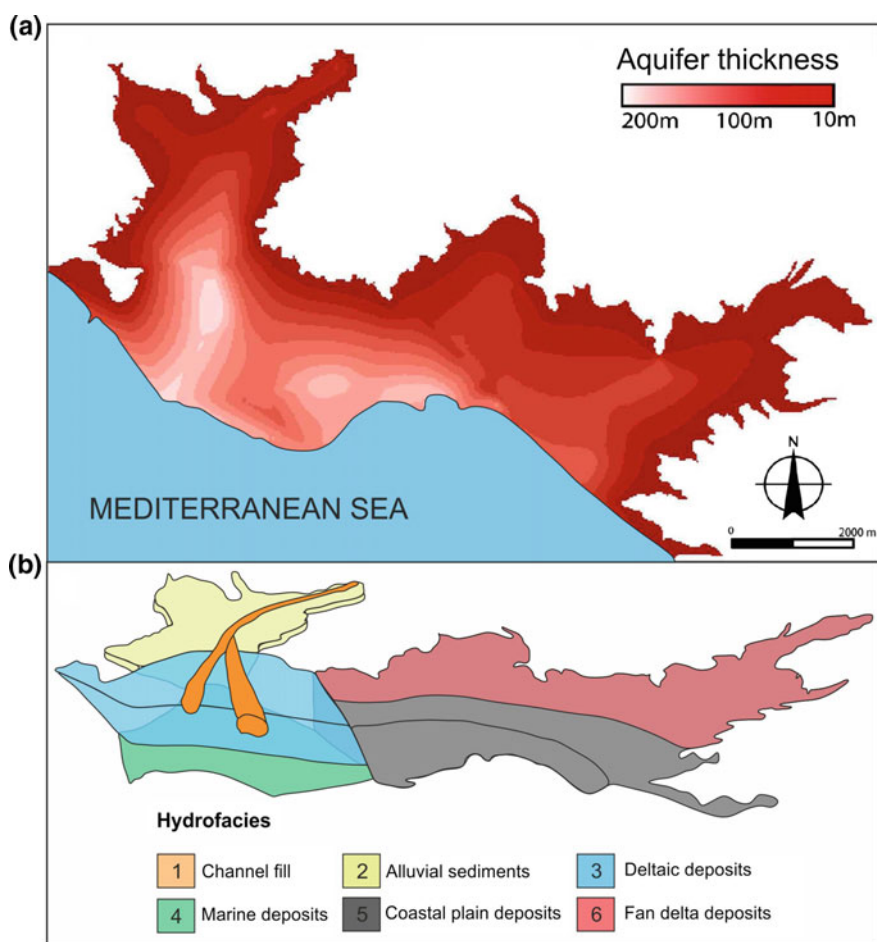 (a)
Aquifer thickness
200m 100m 10m
MEDITERRANEAN SEA
N
0 2000 m
(b)
Hydrofacies
1 Channel fill 2 Alluvial sediments 3 Deltaic deposits
4 Marine deposits 5 Coastal plain deposits 6 Fan delta deposits